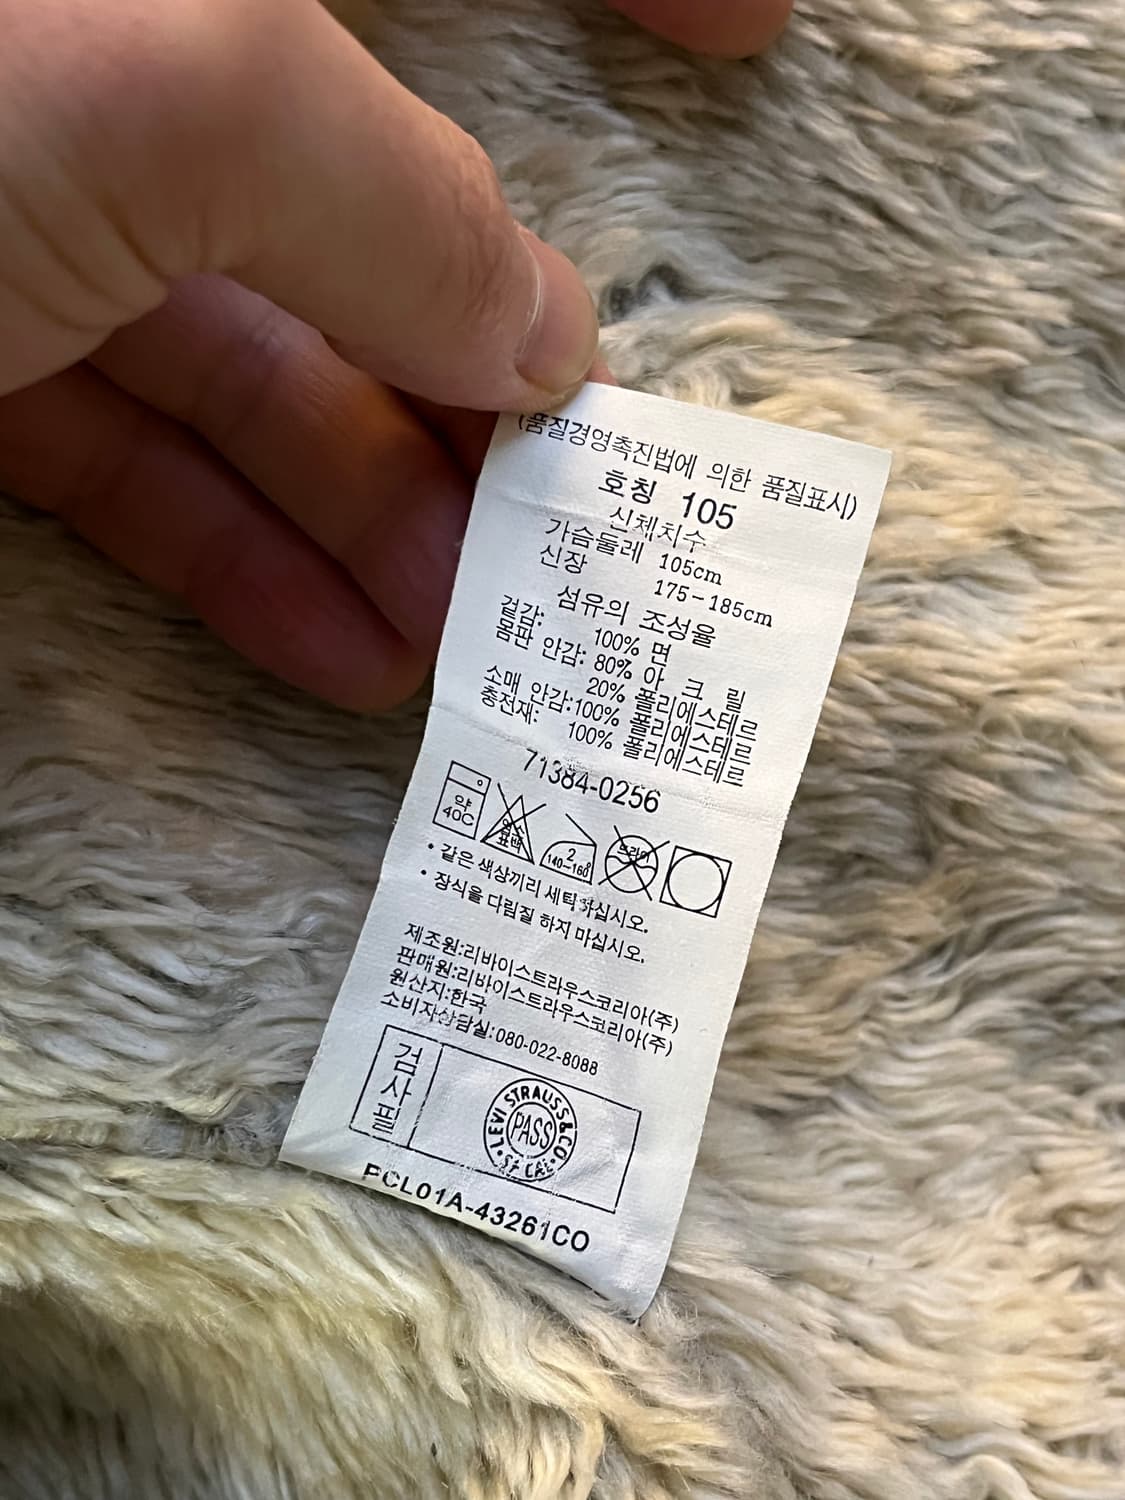 (품질경영촉진법에 의한 품질표시)
호칭 105
신체치수
가슴둘레 105cm
신장 175-185cm
섬유의 조성율
겉감: 100% 면
몸판 안감: 80% 아 크 릴
20% 폴리에스테르
소매 안감:100% 폴리에스테르
충전재: 100% 폴리에스테르
71384-0256
약 40C 염소 표백 2 140-160 드라이
• 같은 색상끼리 세탁하십시오.
• 장식을 다림질 하지 마십시오.
제조원:리바이스트라우스코리아(주)
판매원:리바이스트라우스코리아(주)
원산지:한국
소비자상담실:080-022-8088
검사필
LEVI STRAUSS & CO
PASS
SF CAL
PCL01A-43261CO